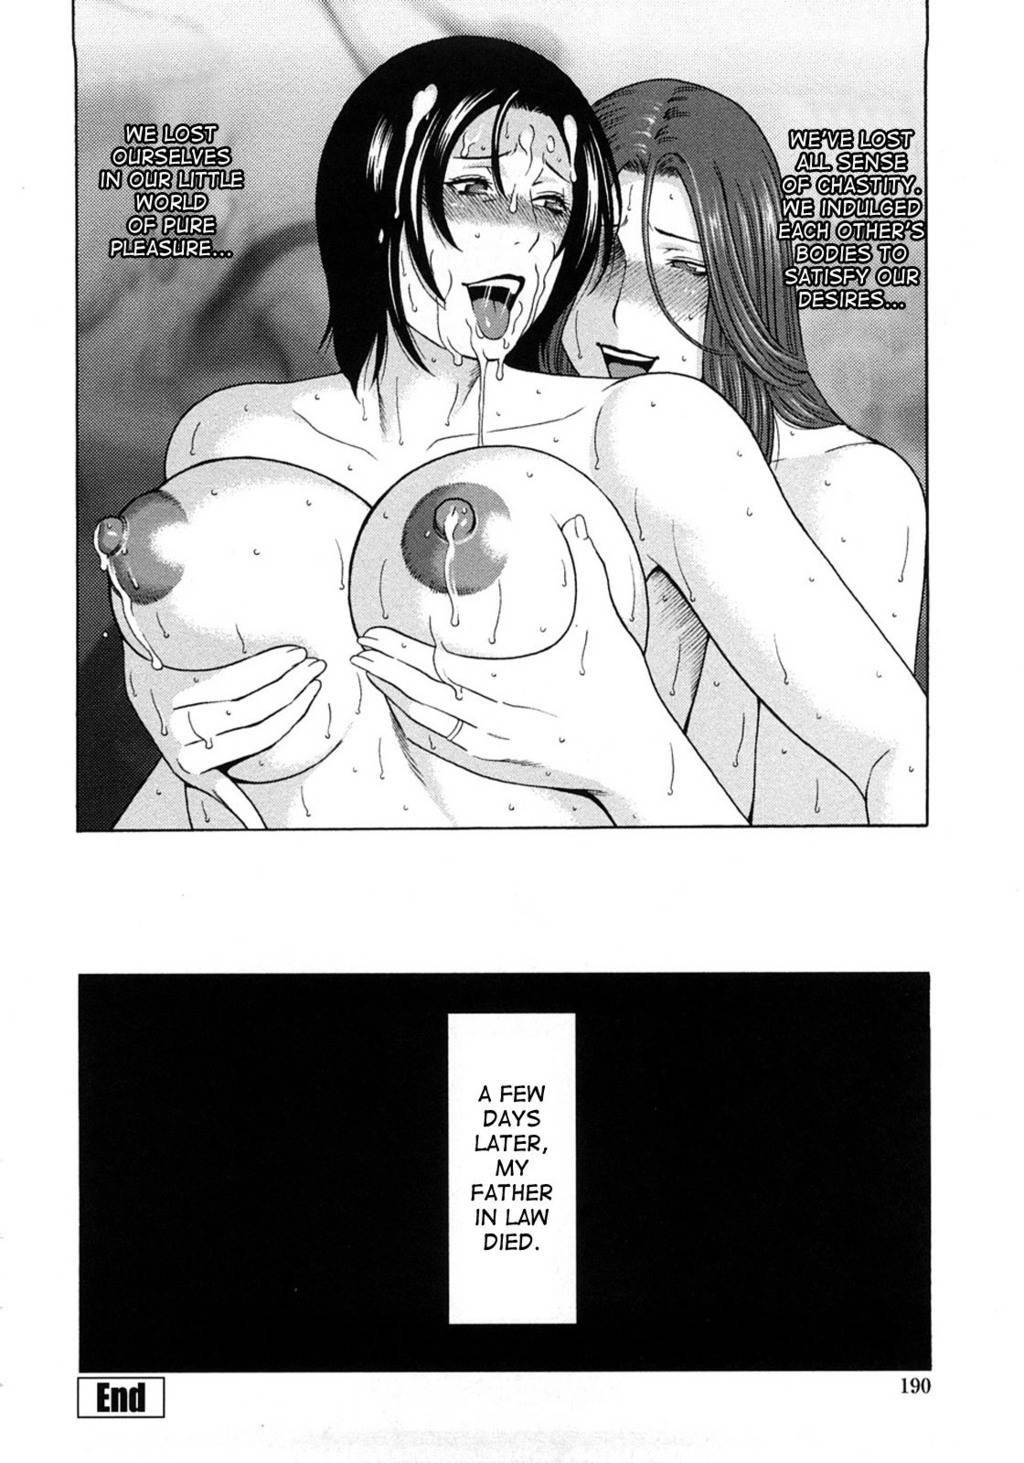 WE LOST
OURSELVES
IN OUR LITTLE
WORLD
OF PURE
PLEASURE...
WE'VE LOST
ALL SENSE
OF CHASTITY.
WE INDULGED
EACH OTHER'S
BODIES TO
SATISFY OUR
DESIRES...
A FEW
DAYS
LATER,
MY
FATHER
IN LAW
DIED.
End
190